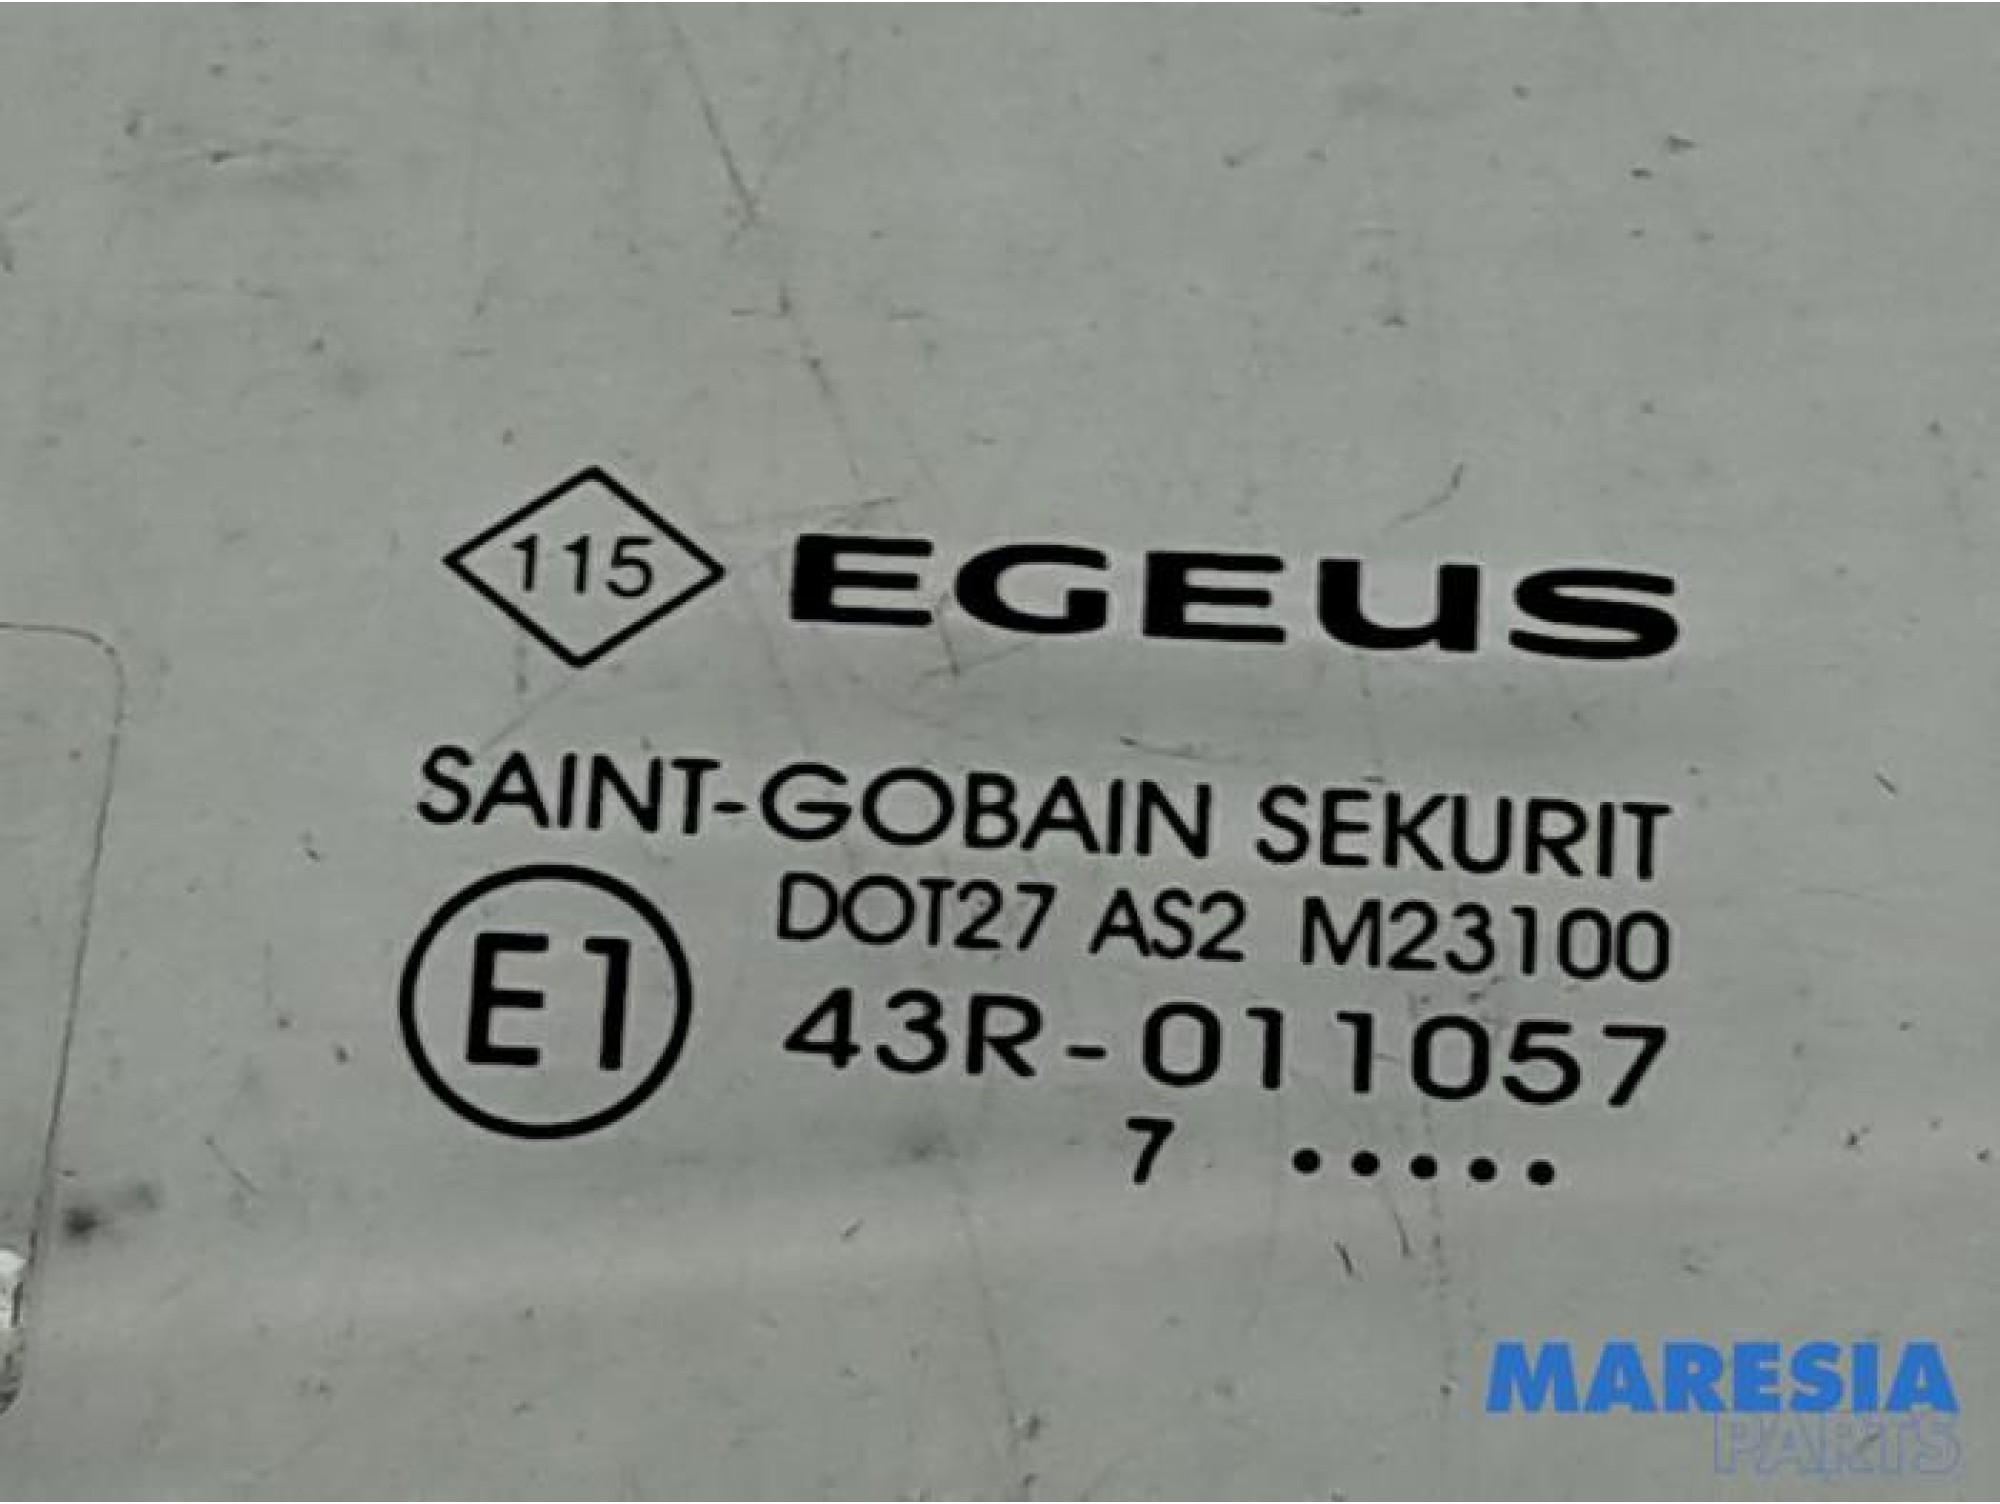 115 EGEUS
SAINT-GOBAIN SEKURIT
DOT27 AS2 M23100
E1 43R-011057
7 •••••
MARESIA
PARTS